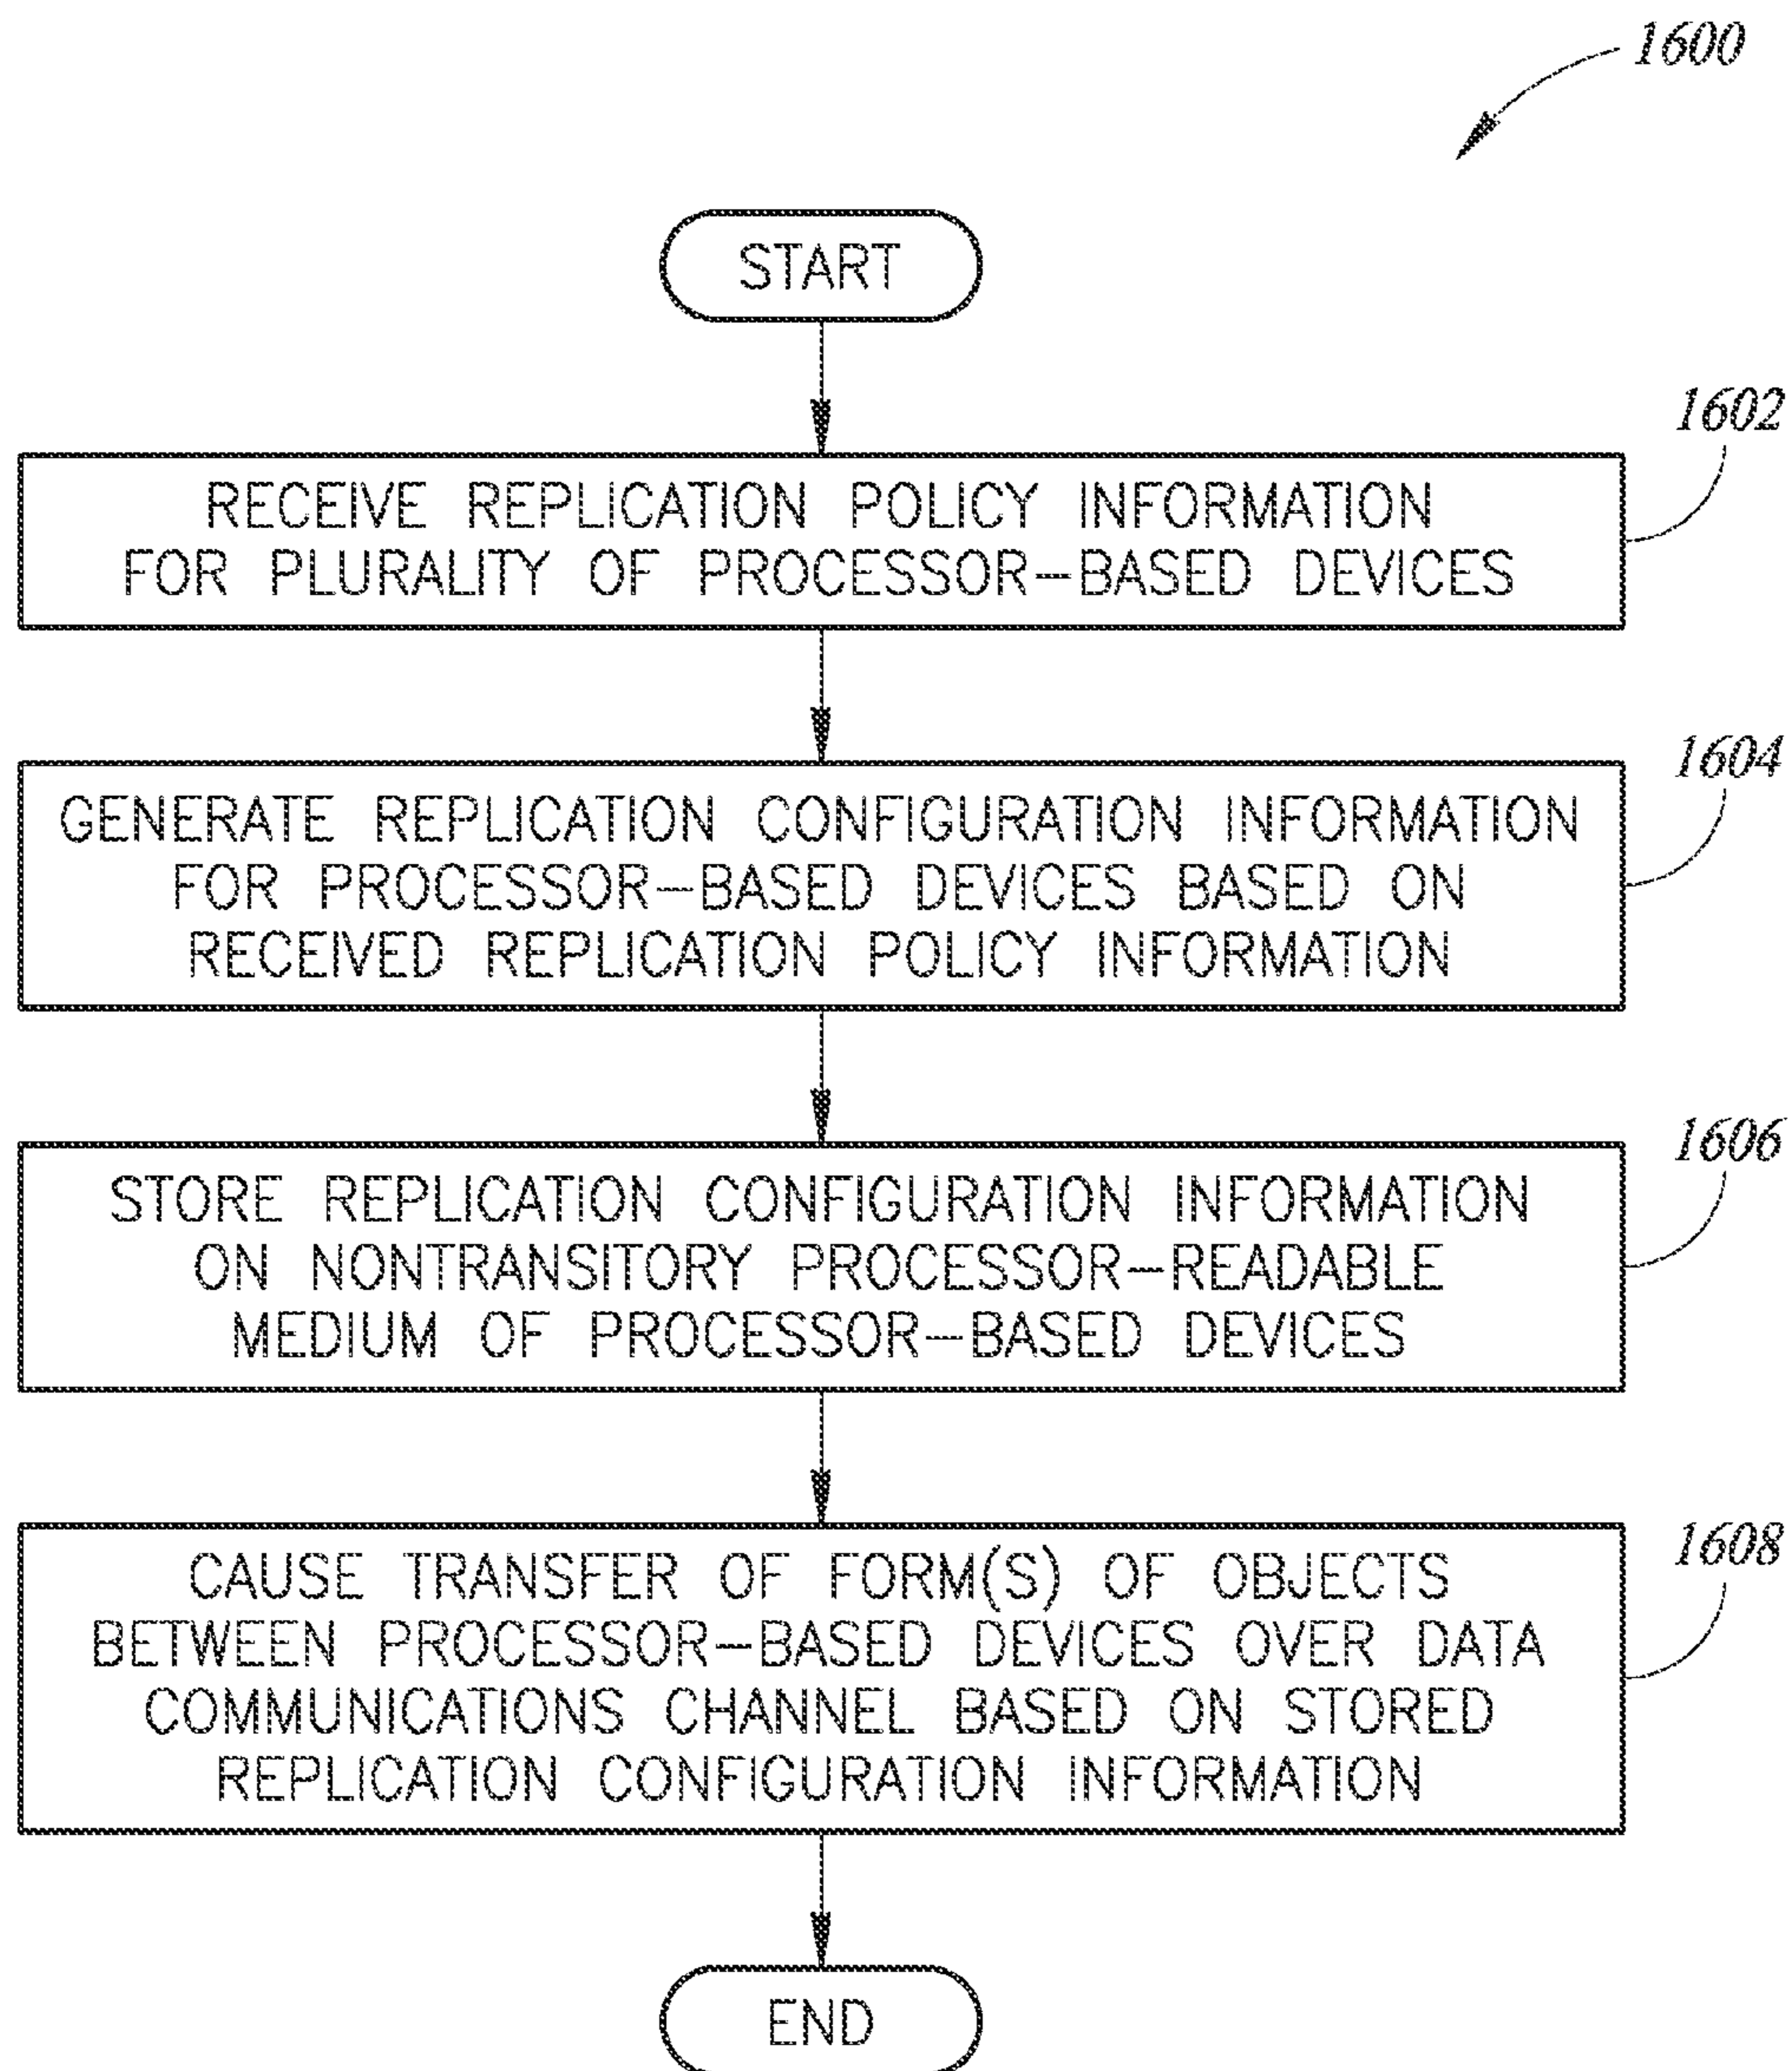 1600
START
1602
RECEIVE REPLICATION POLICY INFORMATION
FOR PLURALITY OF PROCESSOR-BASED DEVICES
1604
GENERATE REPLICATION CONFIGURATION INFORMATION
FOR PROCESSOR-BASED DEVICES BASED ON
RECEIVED REPLICATION POLICY INFORMATION
1606
STORE REPLICATION CONFIGURATION INFORMATION
ON NONTRANSITORY PROCESSOR-READABLE
MEDIUM OF PROCESSOR-BASED DEVICES
1608
CAUSE TRANSFER OF FORM(S) OF OBJECTS
BETWEEN PROCESSOR-BASED DEVICES OVER DATA
COMMUNICATIONS CHANNEL BASED ON STORED
REPLICATION CONFIGURATION INFORMATION
END